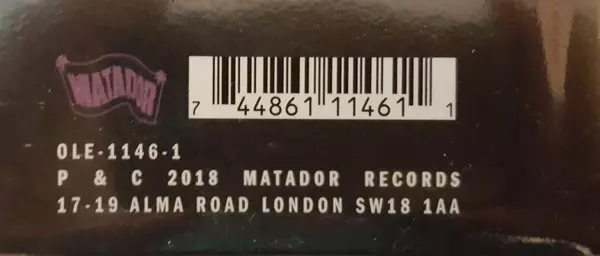 MATADOR
7 44861 11461 1
OLE-1146-1
P & C 2018 MATADOR RECORDS
17-19 ALMA ROAD LONDON SW18 1AA